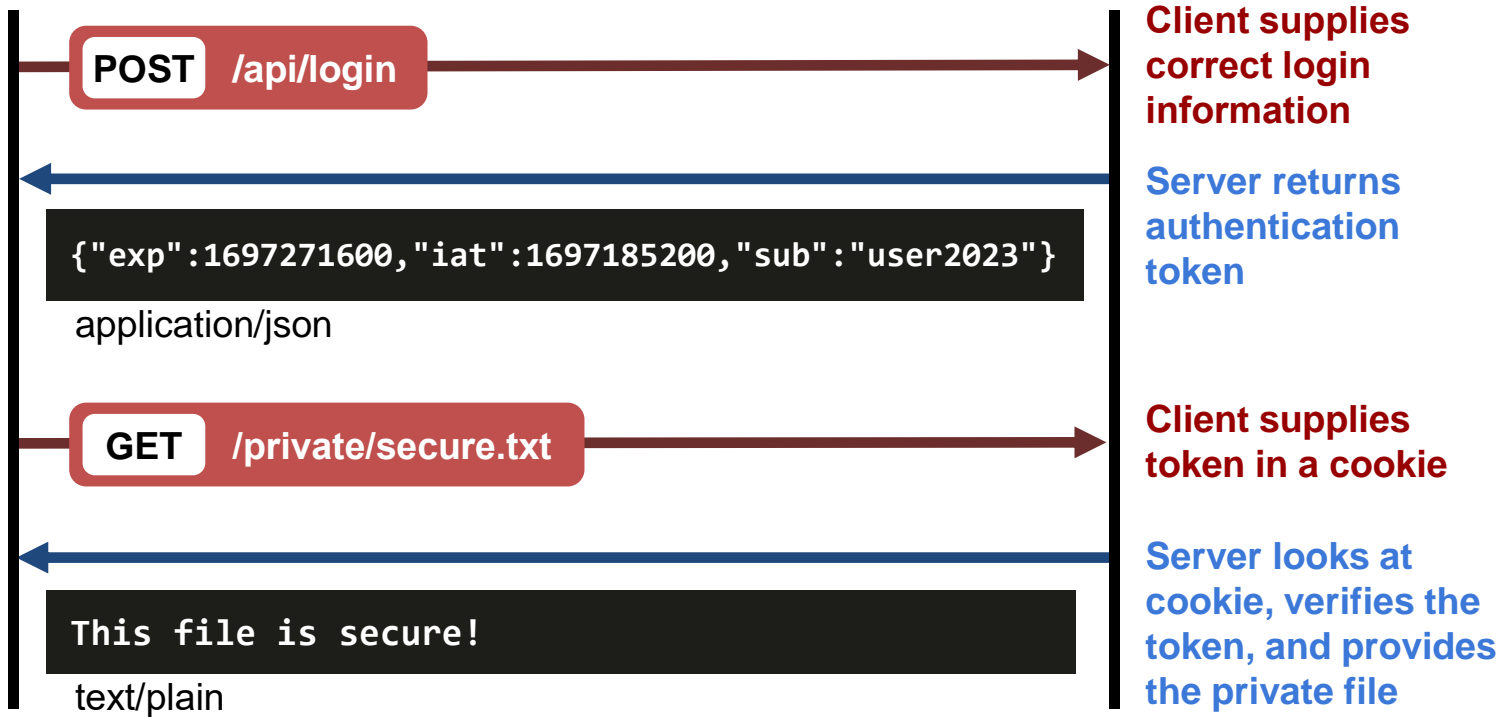 POST /api/login
Client supplies
correct login
information
Server returns
authentication
token
{"exp":1697271600,"iat":1697185200,"sub":"user2023"}
application/json
GET /private/secure.txt
Client supplies
token in a cookie
Server looks at
cookie, verifies the
token, and provides
the private file
This file is secure!
text/plain